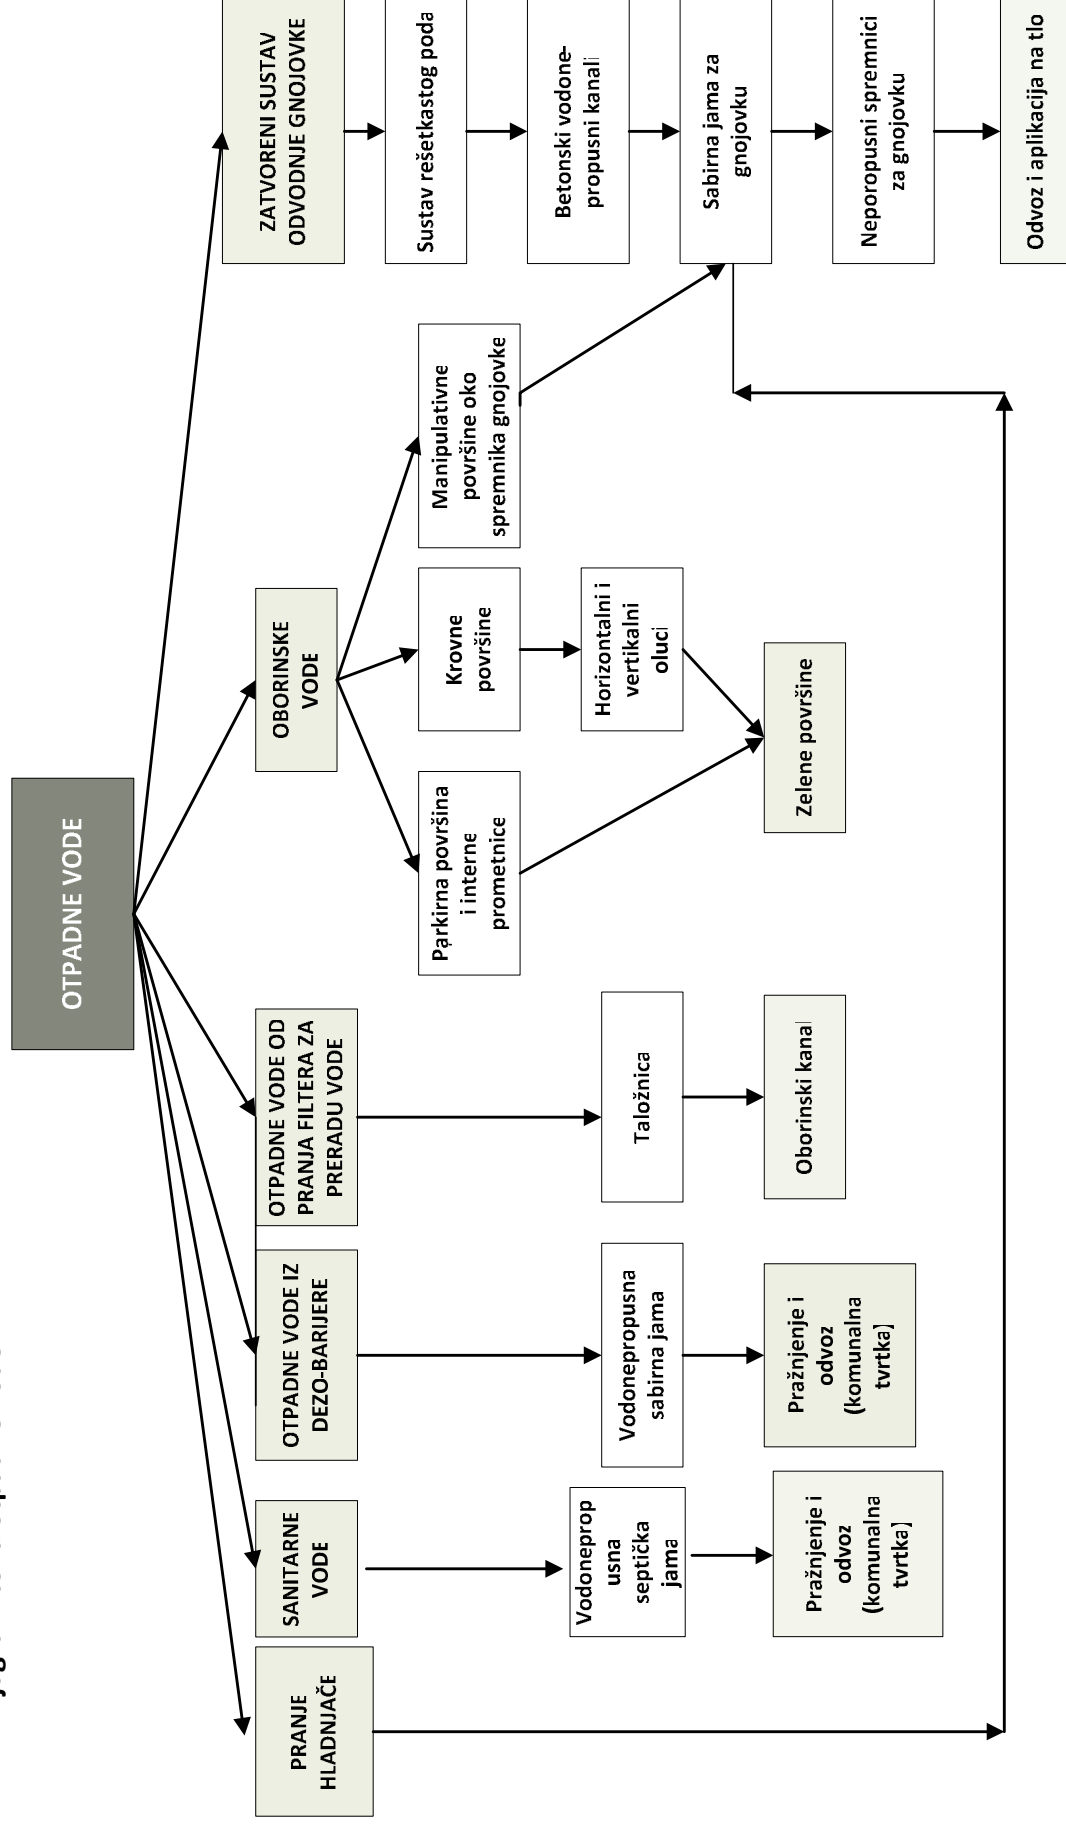 OTPADNE VODE
PRANJE
HLADNJAČE
SANITARNE
VODE
OTPADNE VODE IZ
DEZO-BARIJERE
OTPADNE VODE OD
PRANJA FILTERA ZA
PRERADU VODE
OBORINSKE
VODE
ZATVORENI SUSTAV
ODVODNJE GNOJOVKE
Sustav rešetkastog poda
Parkirna površina
i interne
prometnice
Krovne
površine
Manipulativne
površine oko
spremnika gnojovke
Betonski vodone-
propusni kanali
Vodoneprop
usna
septička
jama
Vodonepropusna
sabirna jama
Taložnica
Horizontalni i
vertikalni
oluci
Sabirna jama za
gnojovku
Pražnjenje i
odvoz
(komunalna
tvrtka)
Pražnjenje i
odvoz
(komunalna
tvrtka)
Oborinski kanal
Zelene površine
Neporopusni spremnici
za gnojovku
Odvoz i aplikacija na tlo